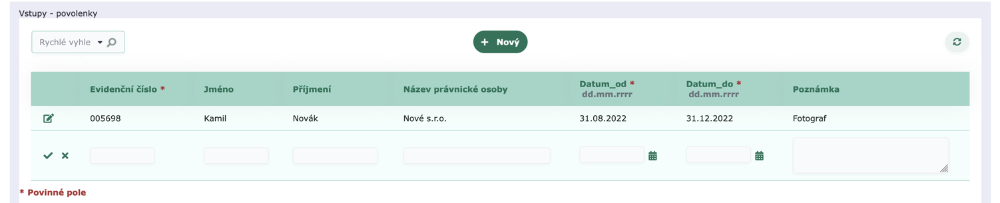 Vstupy - povolenky
Rychlé vyhle
+ Nový
Evidenční číslo * Jméno Příjmení Název právnické osoby Datum_od * dd.mm.rrrr Datum_do * dd.mm.rrrr Poznámka
005698 Kamil Novák Nové s.r.o. 31.08.2022 31.12.2022 Fotograf
* Povinné pole